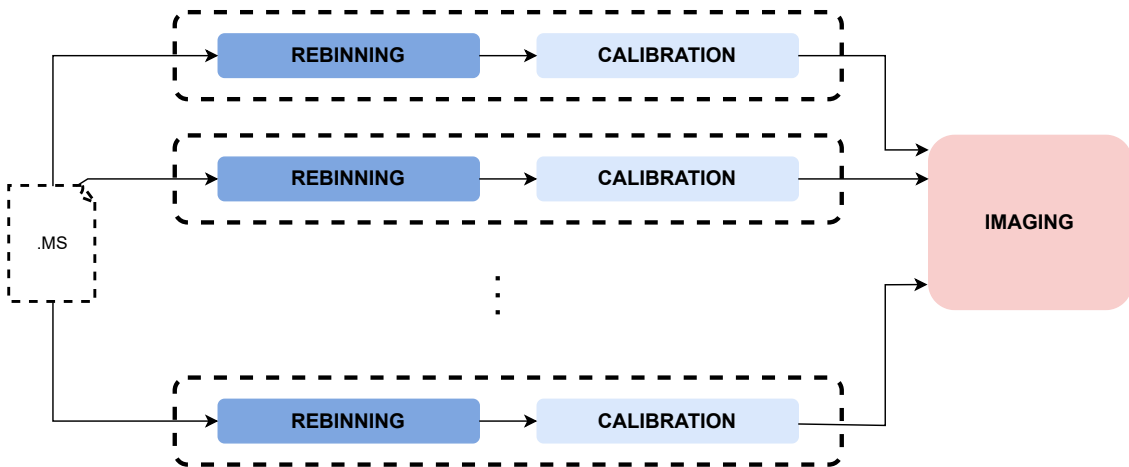 REBINNING
CALIBRATION
REBINNING
CALIBRATION
.MS
IMAGING
REBINNING
CALIBRATION